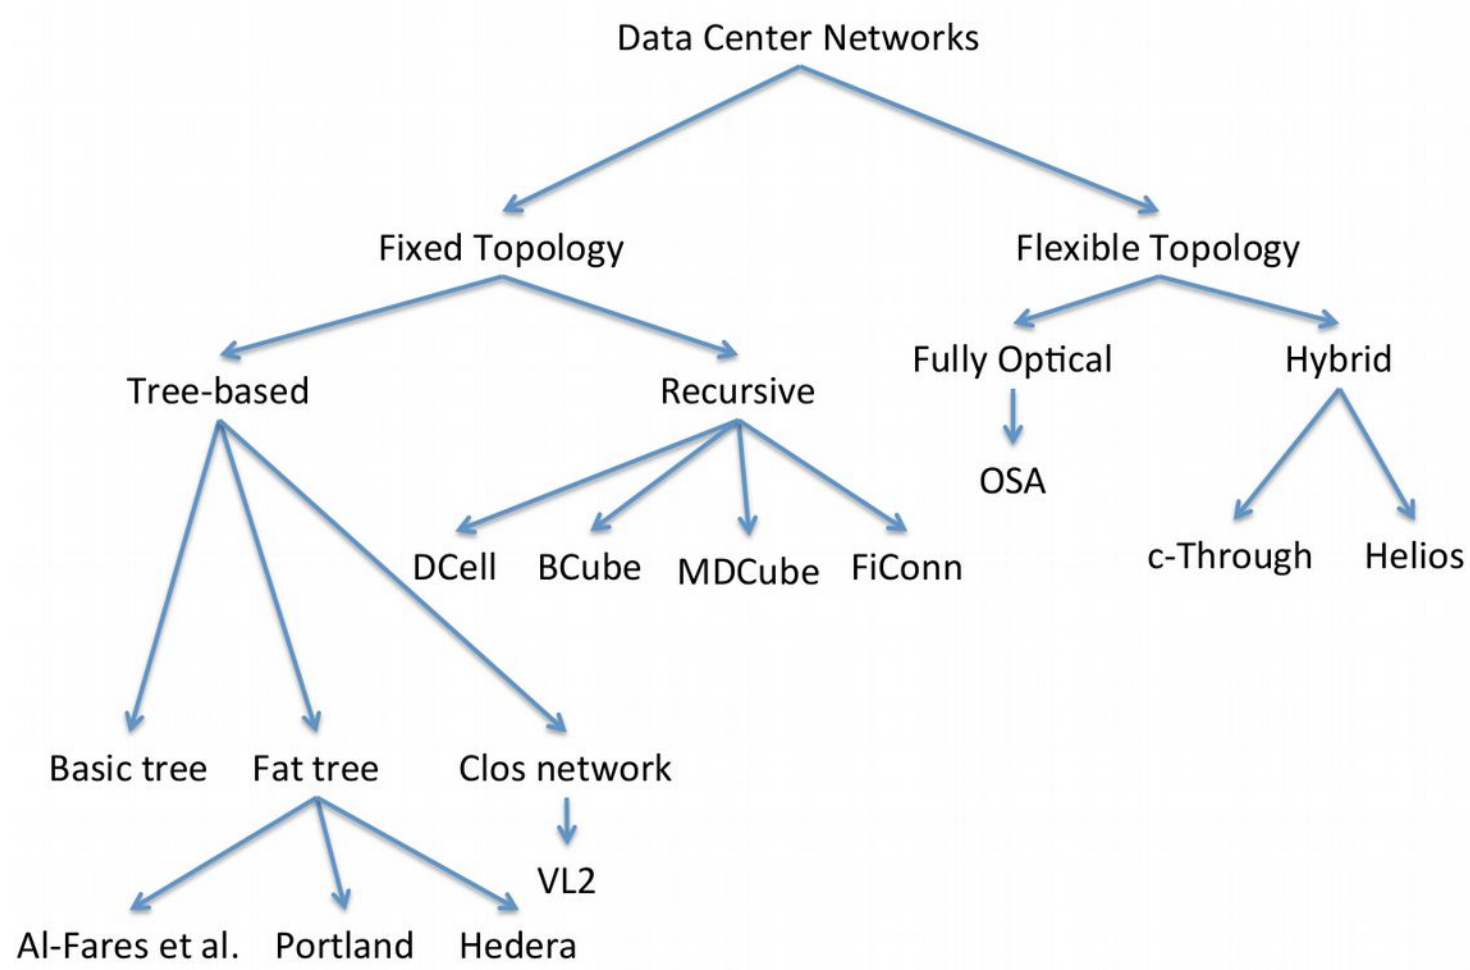 Data Center Networks
Fixed Topology
Flexible Topology
Tree-based
Recursive
Fully Optical
Hybrid
OSA
DCell
BCube
MDCube
FiConn
c-Through
Helios
Basic tree
Fat tree
Clos network
VL2
Al-Fares et al.
Portland
Hedera